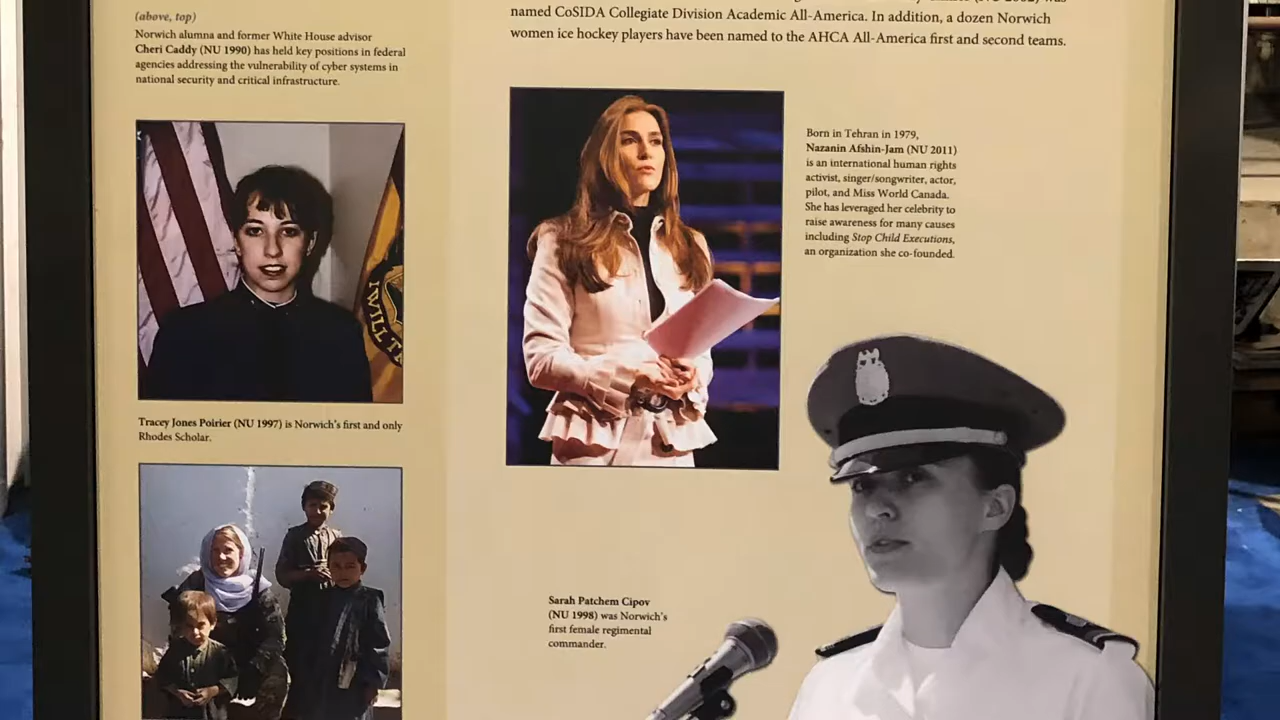 (above, top)
Norwich alumna and former White House advisor
Cheri Caddy (NU 1990) has held key positions in federal
agencies addressing the vulnerability of cyber systems in
national security and critical infrastructure.
I WILL T
Tracey Jones Poirier (NU 1997) is Norwich's first and only
Rhodes Scholar.
named CoSIDA Collegiate Division Academic All-America. In addition, a dozen Norwich
women ice hockey players have been named to the AHCA All-America first and second teams.
Born in Tehran in 1979,
Nazanin Afshin-Jam (NU 2011)
is an international human rights
activist, singer/songwriter, actor,
pilot, and Miss World Canada.
She has leveraged her celebrity to
raise awareness for many causes
including Stop Child Executions,
an organization she co-founded.
Sarah Patchem Cipov
(NU 1998) was Norwich's
first female regimental
commander.